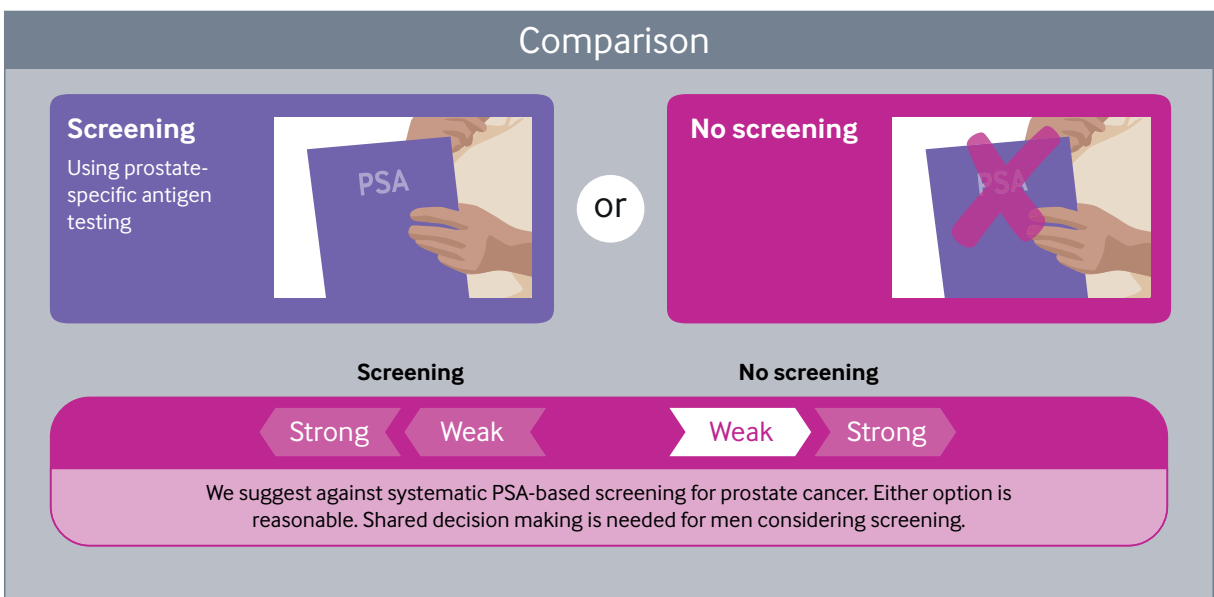 Comparison
Screening
Using prostate-
specific antigen
testing
PSA
or
No screening
PSA
Screening
No screening
Strong
Weak
Weak
Strong
We suggest against systematic PSA-based screening for prostate cancer. Either option is
reasonable. Shared decision making is needed for men considering screening.